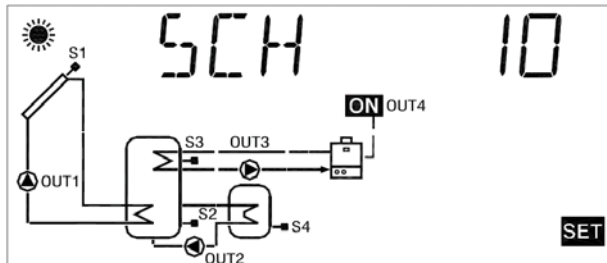 SCH 10
S1
ON OUT4
S3 OUT3
OUT1
S2
S4
OUT2
SET